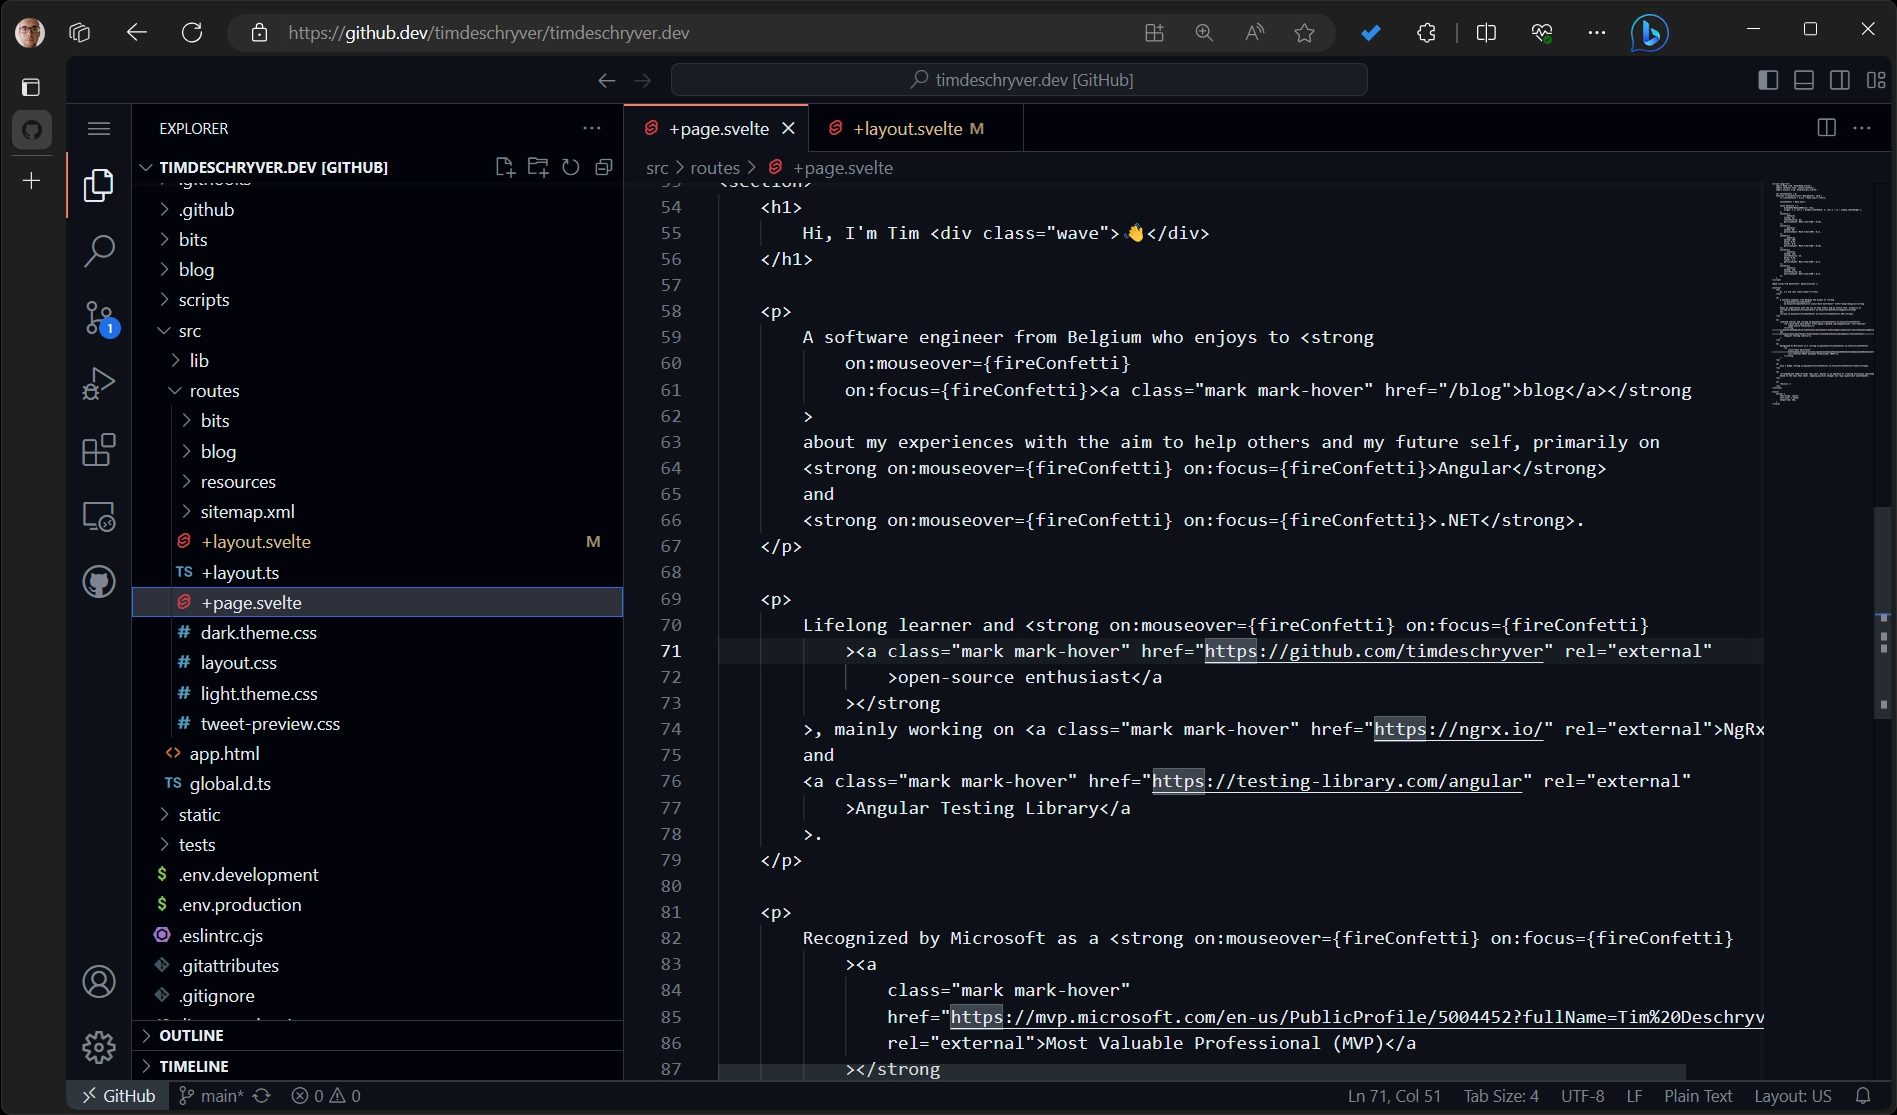 https://github.dev/timdeschryver/timdeschryver.dev
timdeschryver.dev [GitHub]
EXPLORER
TIMDESCHRYVER.DEV [GITHUB]
.github
bits
blog
scripts
src
lib
routes
bits
blog
resources
sitemap.xml
+layout.svelte M
TS +layout.ts
+page.svelte
# dark.theme.css
# layout.css
# light.theme.css
# tweet-preview.css
<> app.html
TS global.d.ts
static
tests
$ .env.development
$ .env.production
.eslintrc.cjs
.gitattributes
.gitignore
OUTLINE
TIMELINE
1
+page.svelte
+layout.svelte M
src > routes > +page.svelte
53 <section>
54 <h1>
55 Hi, I'm Tim <div class="wave">👋</div>
56 </h1>
57
58 <p>
59 A software engineer from Belgium who enjoys to <strong
60 on:mouseover={fireConfetti}
61 on:focus={fireConfetti}><a class="mark mark-hover" href="/blog">blog</a></strong
62 >
63 about my experiences with the aim to help others and my future self, primarily on
64 <strong on:mouseover={fireConfetti} on:focus={fireConfetti}>Angular</strong>
65 and
66 <strong on:mouseover={fireConfetti} on:focus={fireConfetti}>.NET</strong>.
67 </p>
68
69 <p>
70 Lifelong learner and <strong on:mouseover={fireConfetti} on:focus={fireConfetti}
71 ><a class="mark mark-hover" href="https://github.com/timdeschryver" rel="external"
72 >open-source enthusiast</a
73 ></strong
74 >, mainly working on <a class="mark mark-hover" href="https://ngrx.io/" rel="external">NgRx
75 and
76 <a class="mark mark-hover" href="https://testing-library.com/angular" rel="external"
77 >Angular Testing Library</a
78 >.
79 </p>
80
81 <p>
82 Recognized by Microsoft as a <strong on:mouseover={fireConfetti} on:focus={fireConfetti}
83 ><a
84 class="mark mark-hover"
85 href="https://mvp.microsoft.com/en-us/PublicProfile/5004452?fullName=Tim%20Deschryv
86 rel="external">Most Valuable Professional (MVP)</a
87 ></strong
GitHub main* 0 0 Ln 71, Col 51 Tab Size: 4 UTF-8 LF Plain Text Layout: US